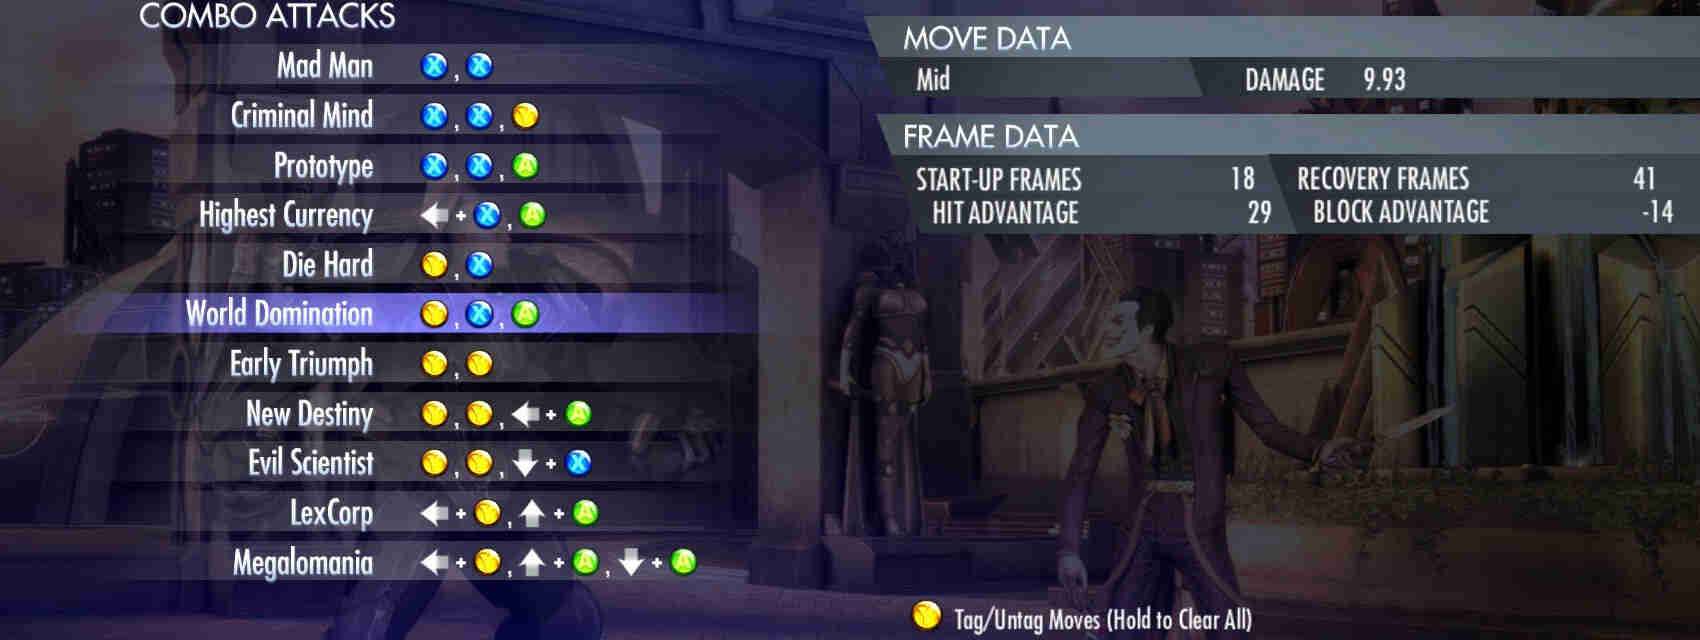 COMBO ATTACKS
Mad Man X, X
Criminal Mind X, X, Y
Prototype X, X, A
Highest Currency + X, A
Die Hard Y, X
World Domination Y, X, A
Early Triumph Y, Y
New Destiny Y, Y, + A
Evil Scientist Y, Y, + X
LexCorp + Y, + A
Megalomania + Y, + A, + A
MOVE DATA
Mid DAMAGE 9.93
FRAME DATA
START-UP FRAMES 18 RECOVERY FRAMES 41
HIT ADVANTAGE 29 BLOCK ADVANTAGE -14
Y Tag/Untag Moves (Hold to Clear All)